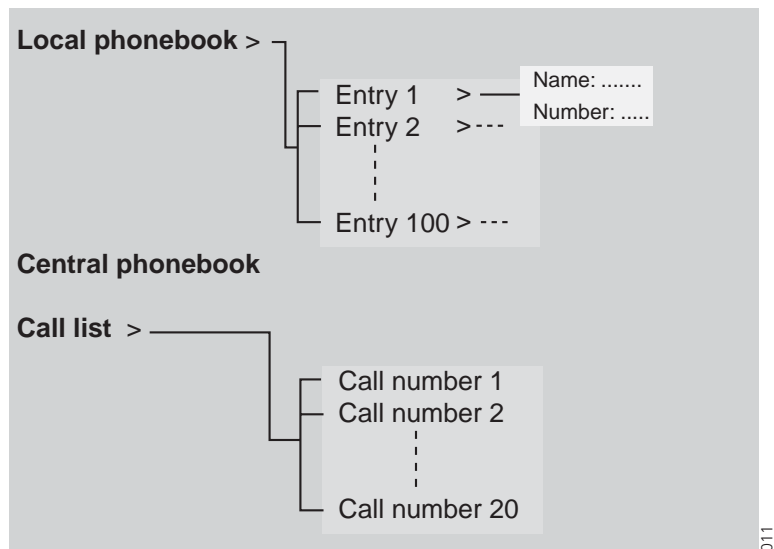 Local phonebook >
Entry 1 >
Name: .......
Number: .....
Entry 2 >---
Entry 100 > ---
Central phonebook
Call list >
Call number 1
Call number 2
Call number 20
011